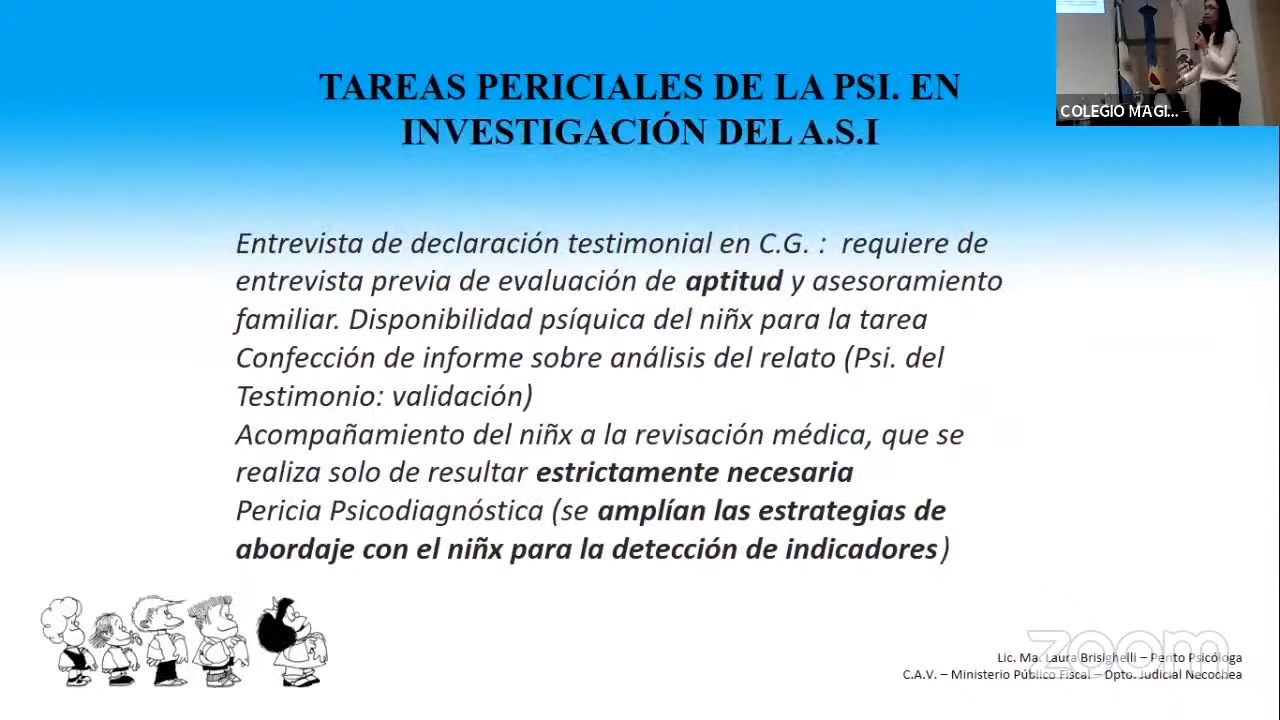 TAREAS PERICIALES DE LA PSI. EN
INVESTIGACIÓN DEL A.S.I
COLEGIO MAGI...
Entrevista de declaración testimonial en C.G. : requiere de
entrevista previa de evaluación de aptitud y asesoramiento
familiar. Disponibilidad psíquica del niñx para la tarea
Confección de informe sobre análisis del relato (Psi. del
Testimonio: validación)
Acompañamiento del niñx a la revisación médica, que se
realiza solo de resultar estrictamente necesaria
Pericia Psicodiagnóstica (se amplían las estrategias de
abordaje con el niñx para la detección de indicadores)
zoom
Lic. Ma. Laura Brisighelli – Perito Psicóloga
C.A.V. – Ministerio Público Fiscal – Dpto. Judicial Necochea